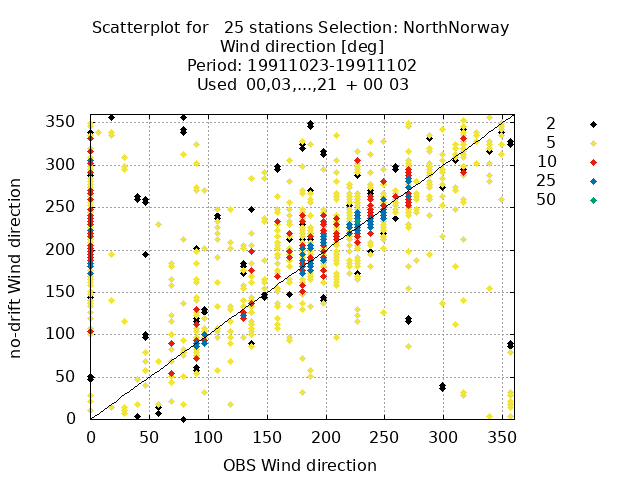 Scatterplot for   25 stations Selection: NorthNorway
Wind direction [deg]
Period: 19911023-19911102
Used  00,03,...,21  + 00 03
no-drift Wind direction
350
300
250
200
150
100
50
0
0 50 100 150 200 250 300 350
OBS Wind direction
2
5
10
25
50